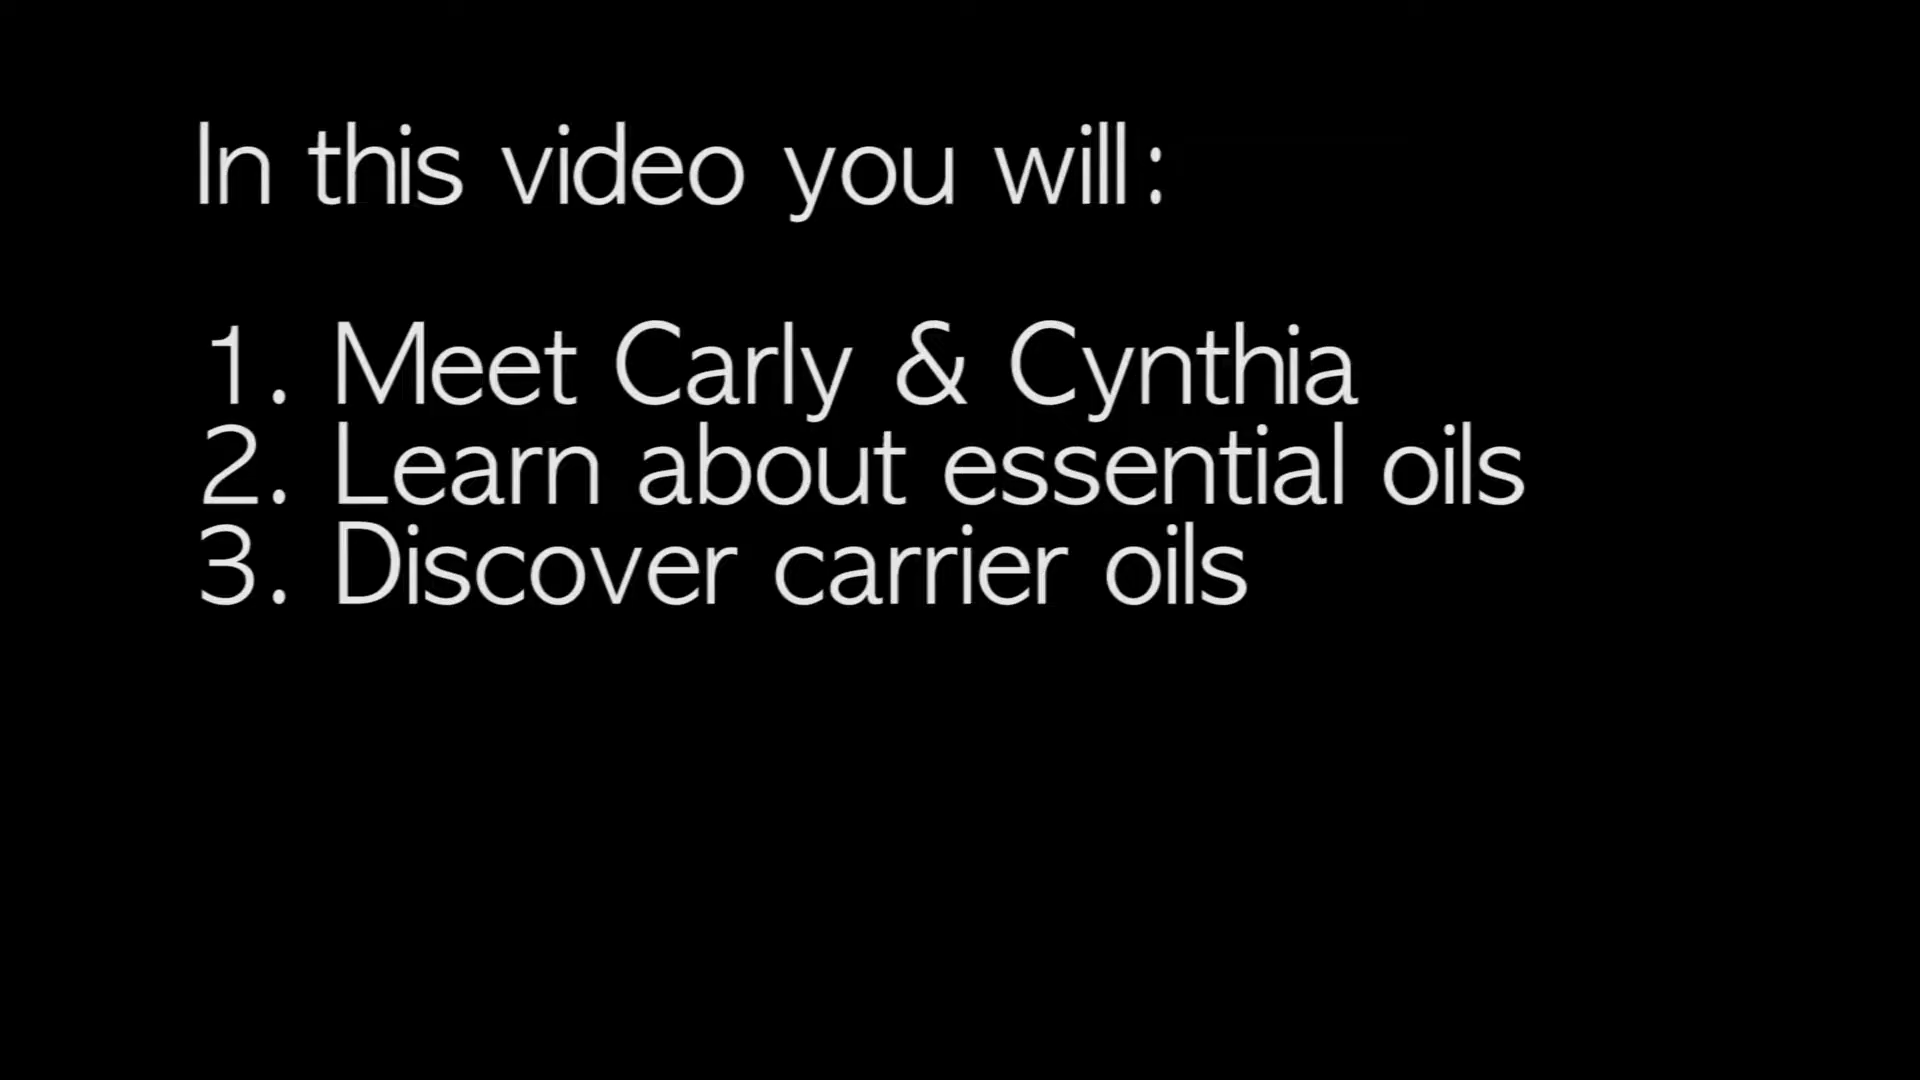 In this video you will:
1. Meet Carly & Cynthia
2. Learn about essential oils
3. Discover carrier oils